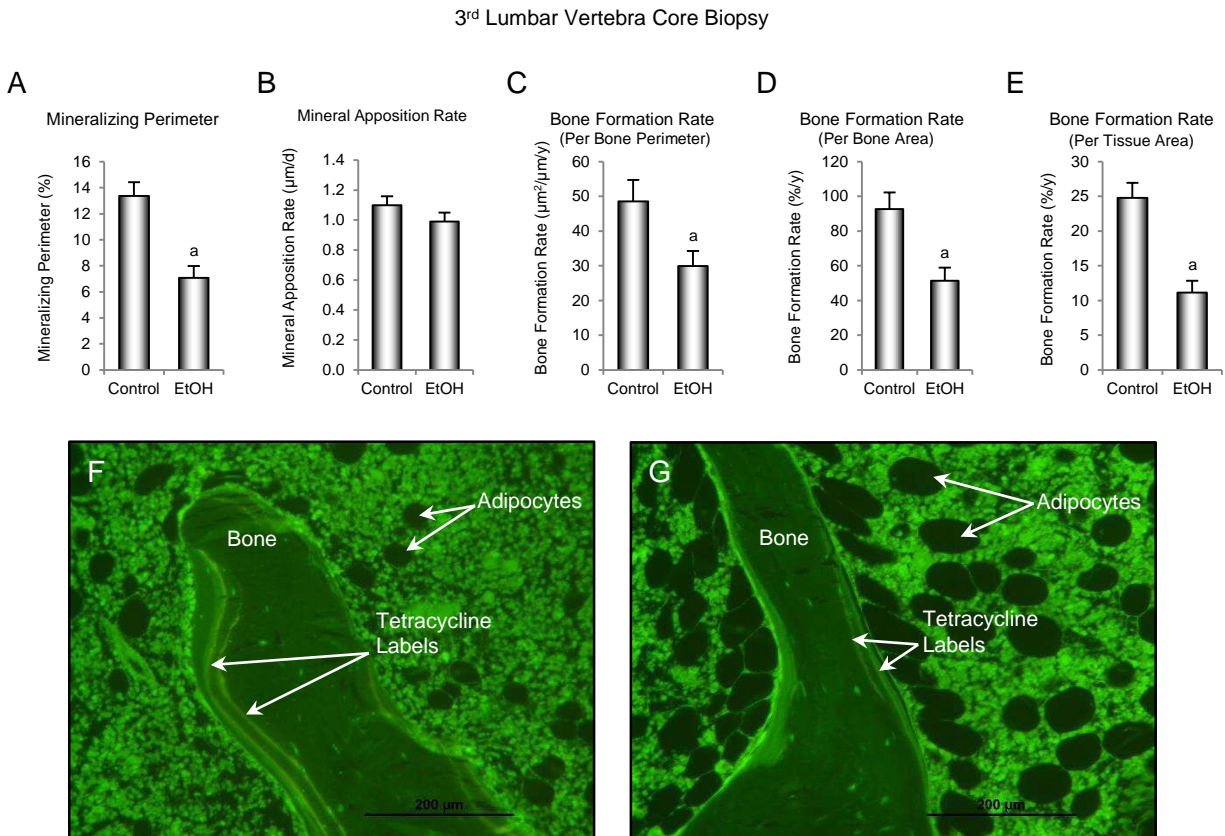 3rd Lumbar Vertebra Core Biopsy
A
Mineralizing Perimeter
Mineralizing Perimeter (%)
16
14
12
10
8
6
4
2
0
a
Control EtOH
B
Mineral Apposition Rate
Mineral Apposition Rate (µm/d)
1.4
1.2
1.0
0.8
0.6
0.4
0.2
0.0
Control EtOH
C
Bone Formation Rate
(Per Bone Perimeter)
Bone Formation Rate (µm²/µm/y)
60
50
40
30
20
10
0
a
Control EtOH
D
Bone Formation Rate
(Per Bone Area)
Bone Formation Rate (%/y)
120
100
80
60
40
20
0
a
Control EtOH
E
Bone Formation Rate
(Per Tissue Area)
Bone Formation Rate (%/y)
30
25
20
15
10
5
0
a
Control EtOH
F
Adipocytes
Bone
Tetracycline
Labels
200 µm
G
Adipocytes
Bone
Tetracycline
Labels
200 µm